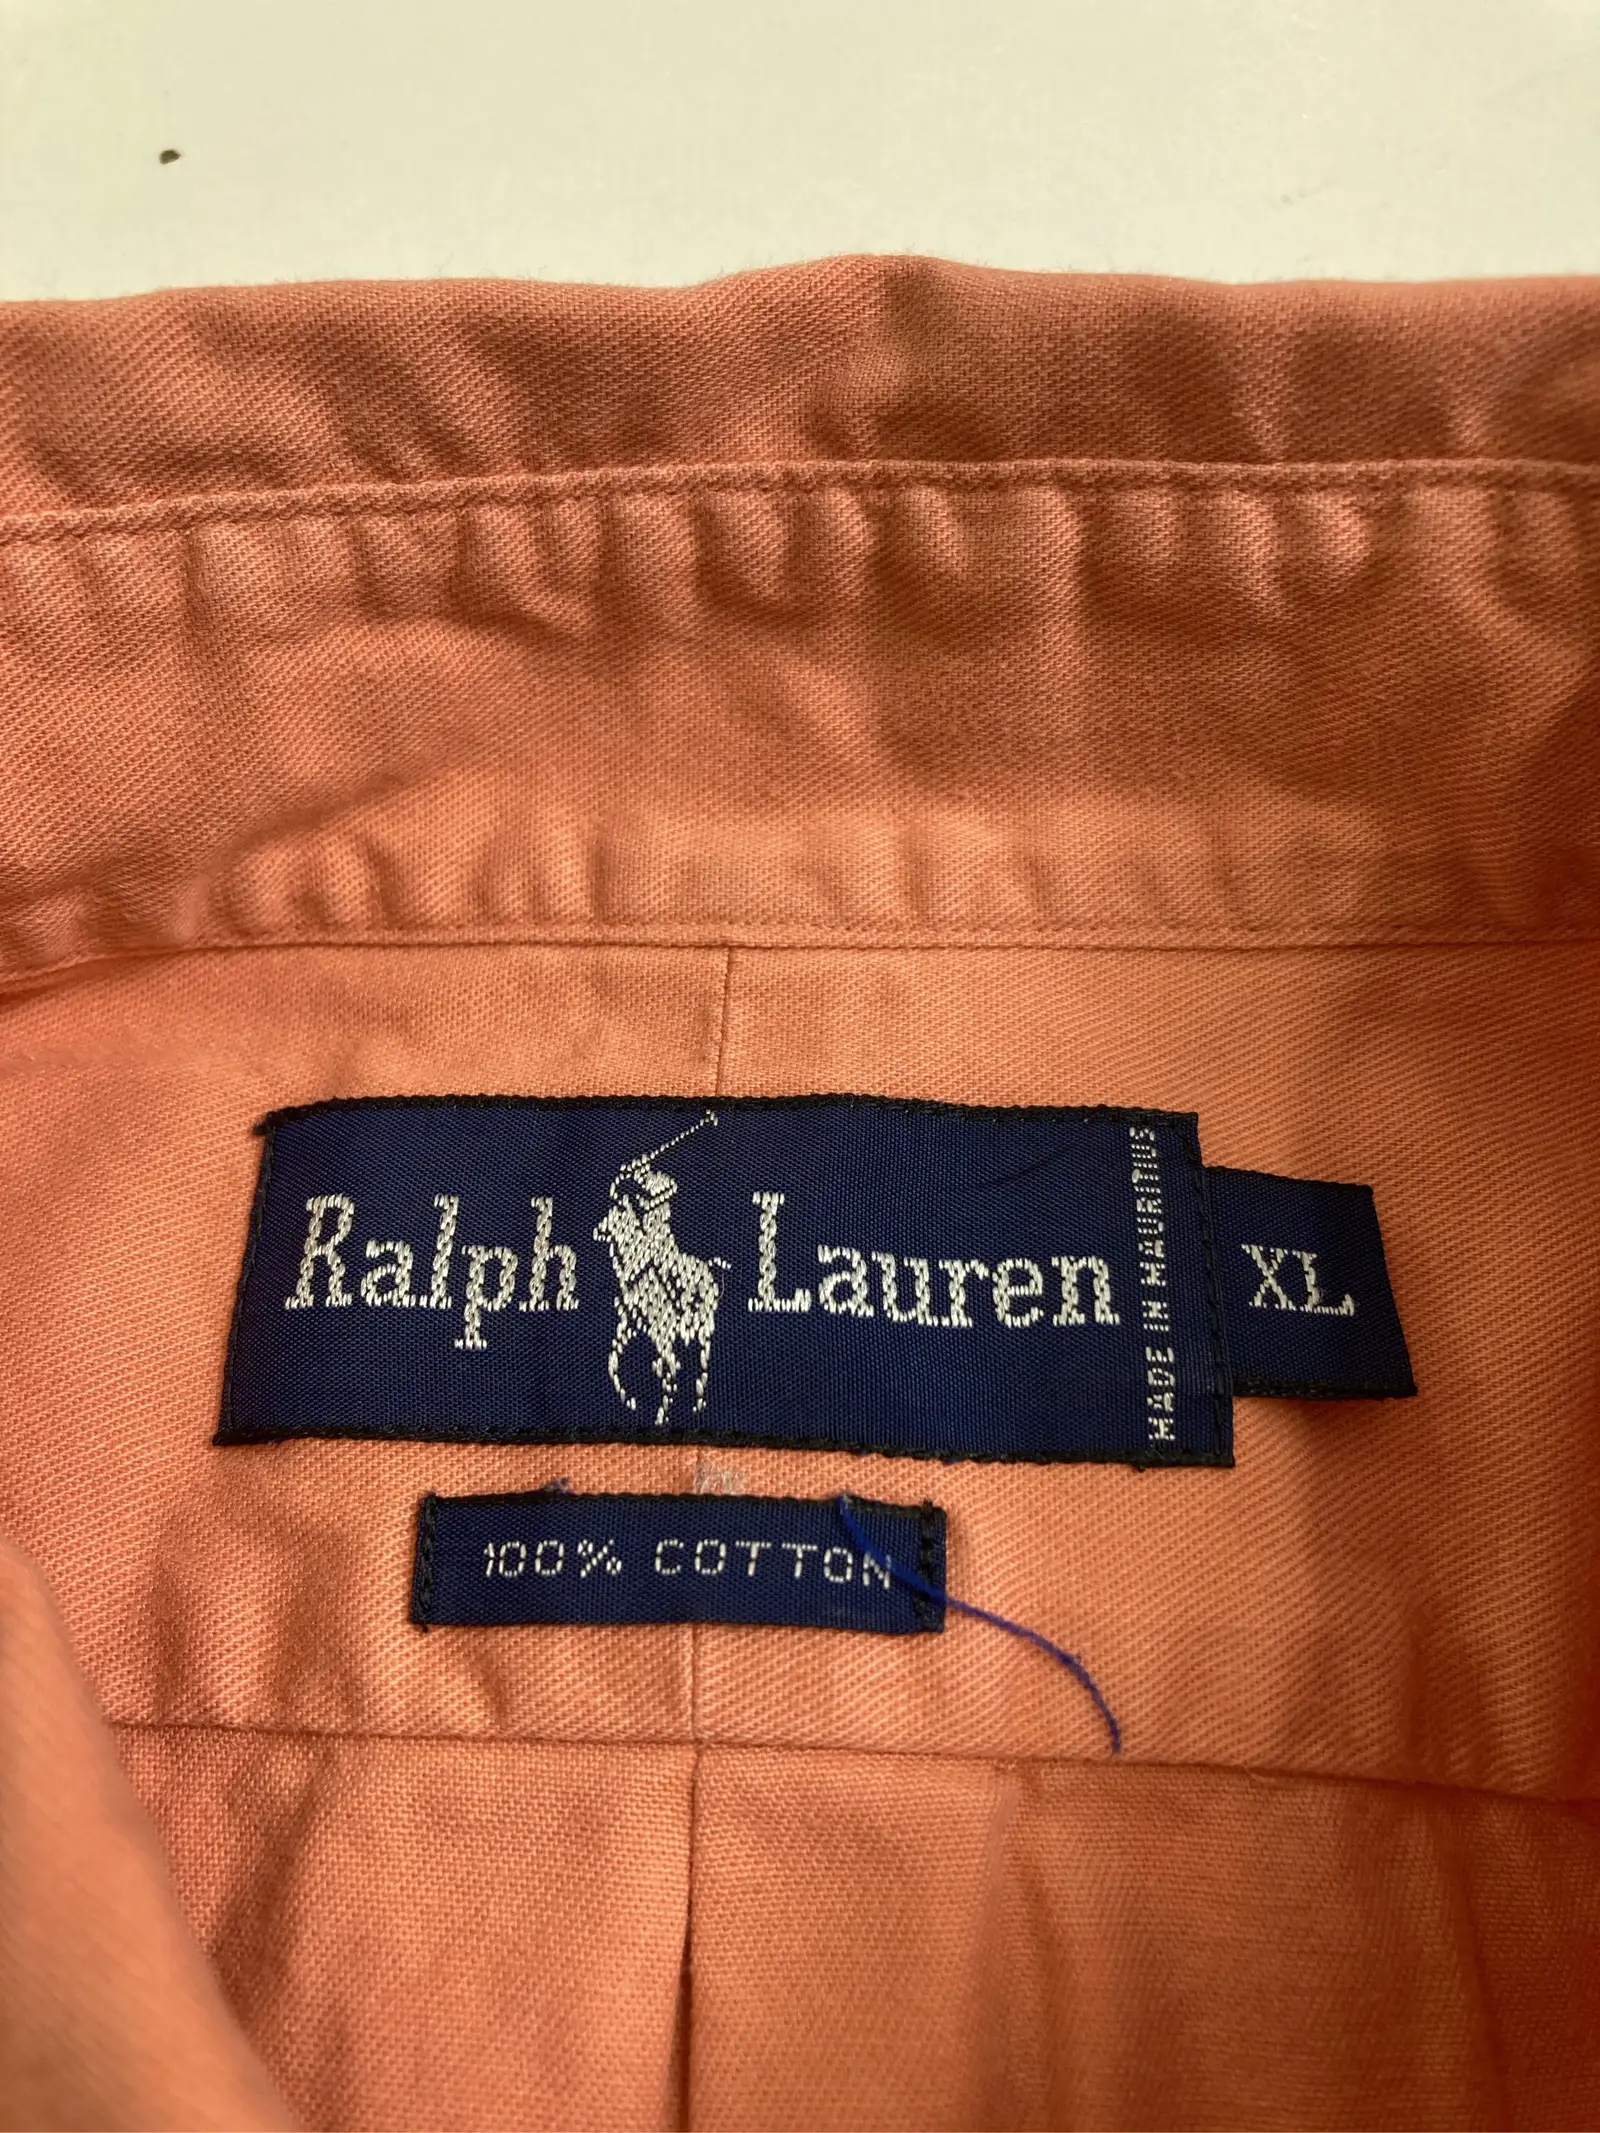 Ralph Lauren
MADE IN MAURITIUS
XL
100% COTTON